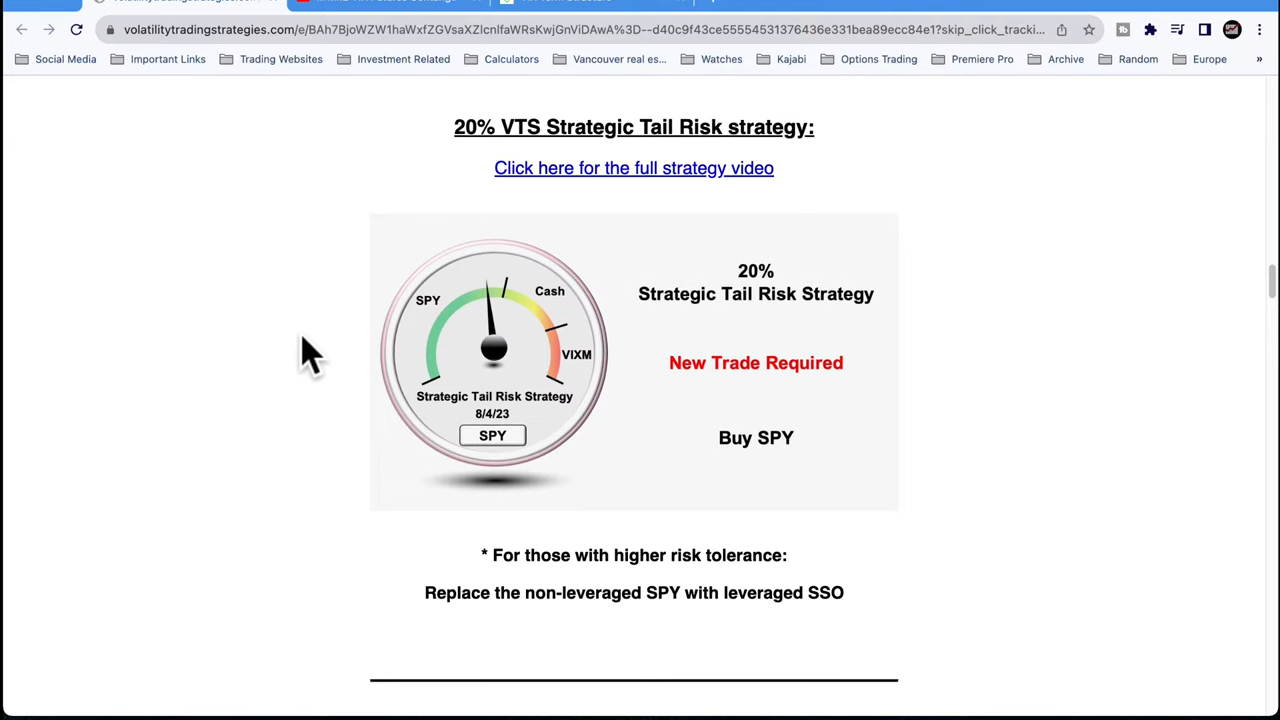 volatilitytradingstrategies.com/e/BAh7BjoWZW1haWxfZGVsaXZlcnlfaWRsKwjGnViDAwA%3D--d40c9f43ce55554531376436e331bea89ecc84e1?skip_click_tracki...
Social Media
Important Links
Trading Websites
Investment Related
Calculators
Vancouver real es...
Watches
Kajabi
Options Trading
Premiere Pro
Archive
Random
Europe
»
20% VTS Strategic Tail Risk strategy:
Click here for the full strategy video
SPY
Cash
VIXM
Strategic Tail Risk Strategy
8/4/23
SPY
20%
Strategic Tail Risk Strategy
New Trade Required
Buy SPY
* For those with higher risk tolerance:
Replace the non-leveraged SPY with leveraged SSO